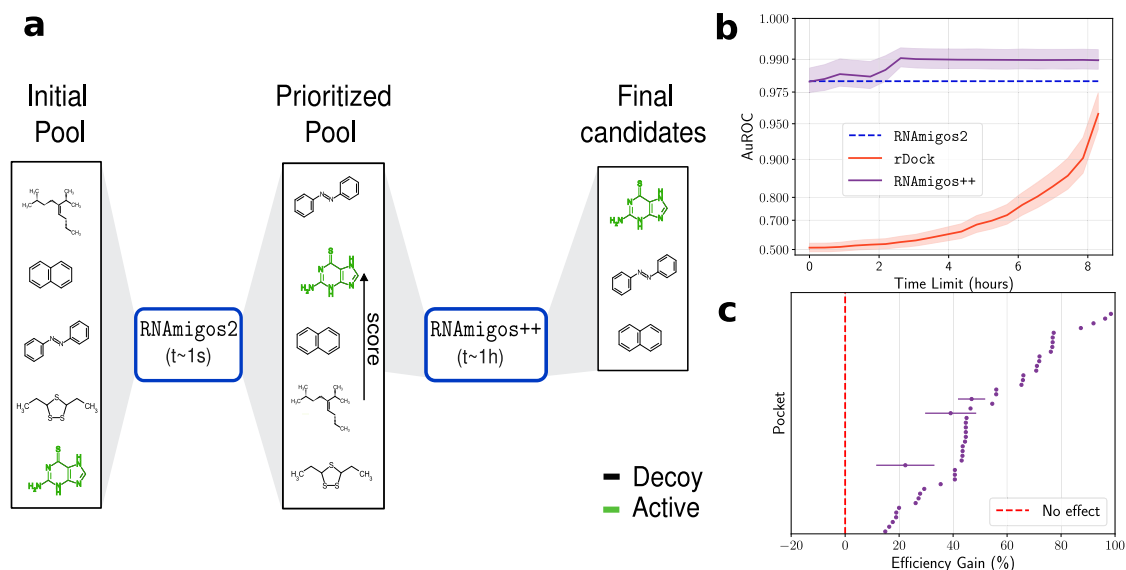 a
Initial
Pool
Prioritized
Pool
Final
candidates
RNAmigos2
(t~1s)
score
RNAmigos++
(t~1h)
Decoy
Active
b
AuROC
1.000
0.990
0.975
0.950
0.900
0.800
0.700
0.500
RNAmigos2
rDock
RNAmigos++
0
2
4
6
8
Time Limit (hours)
c
Pocket
No effect
−20
0
20
40
60
80
100
Efficiency Gain (%)